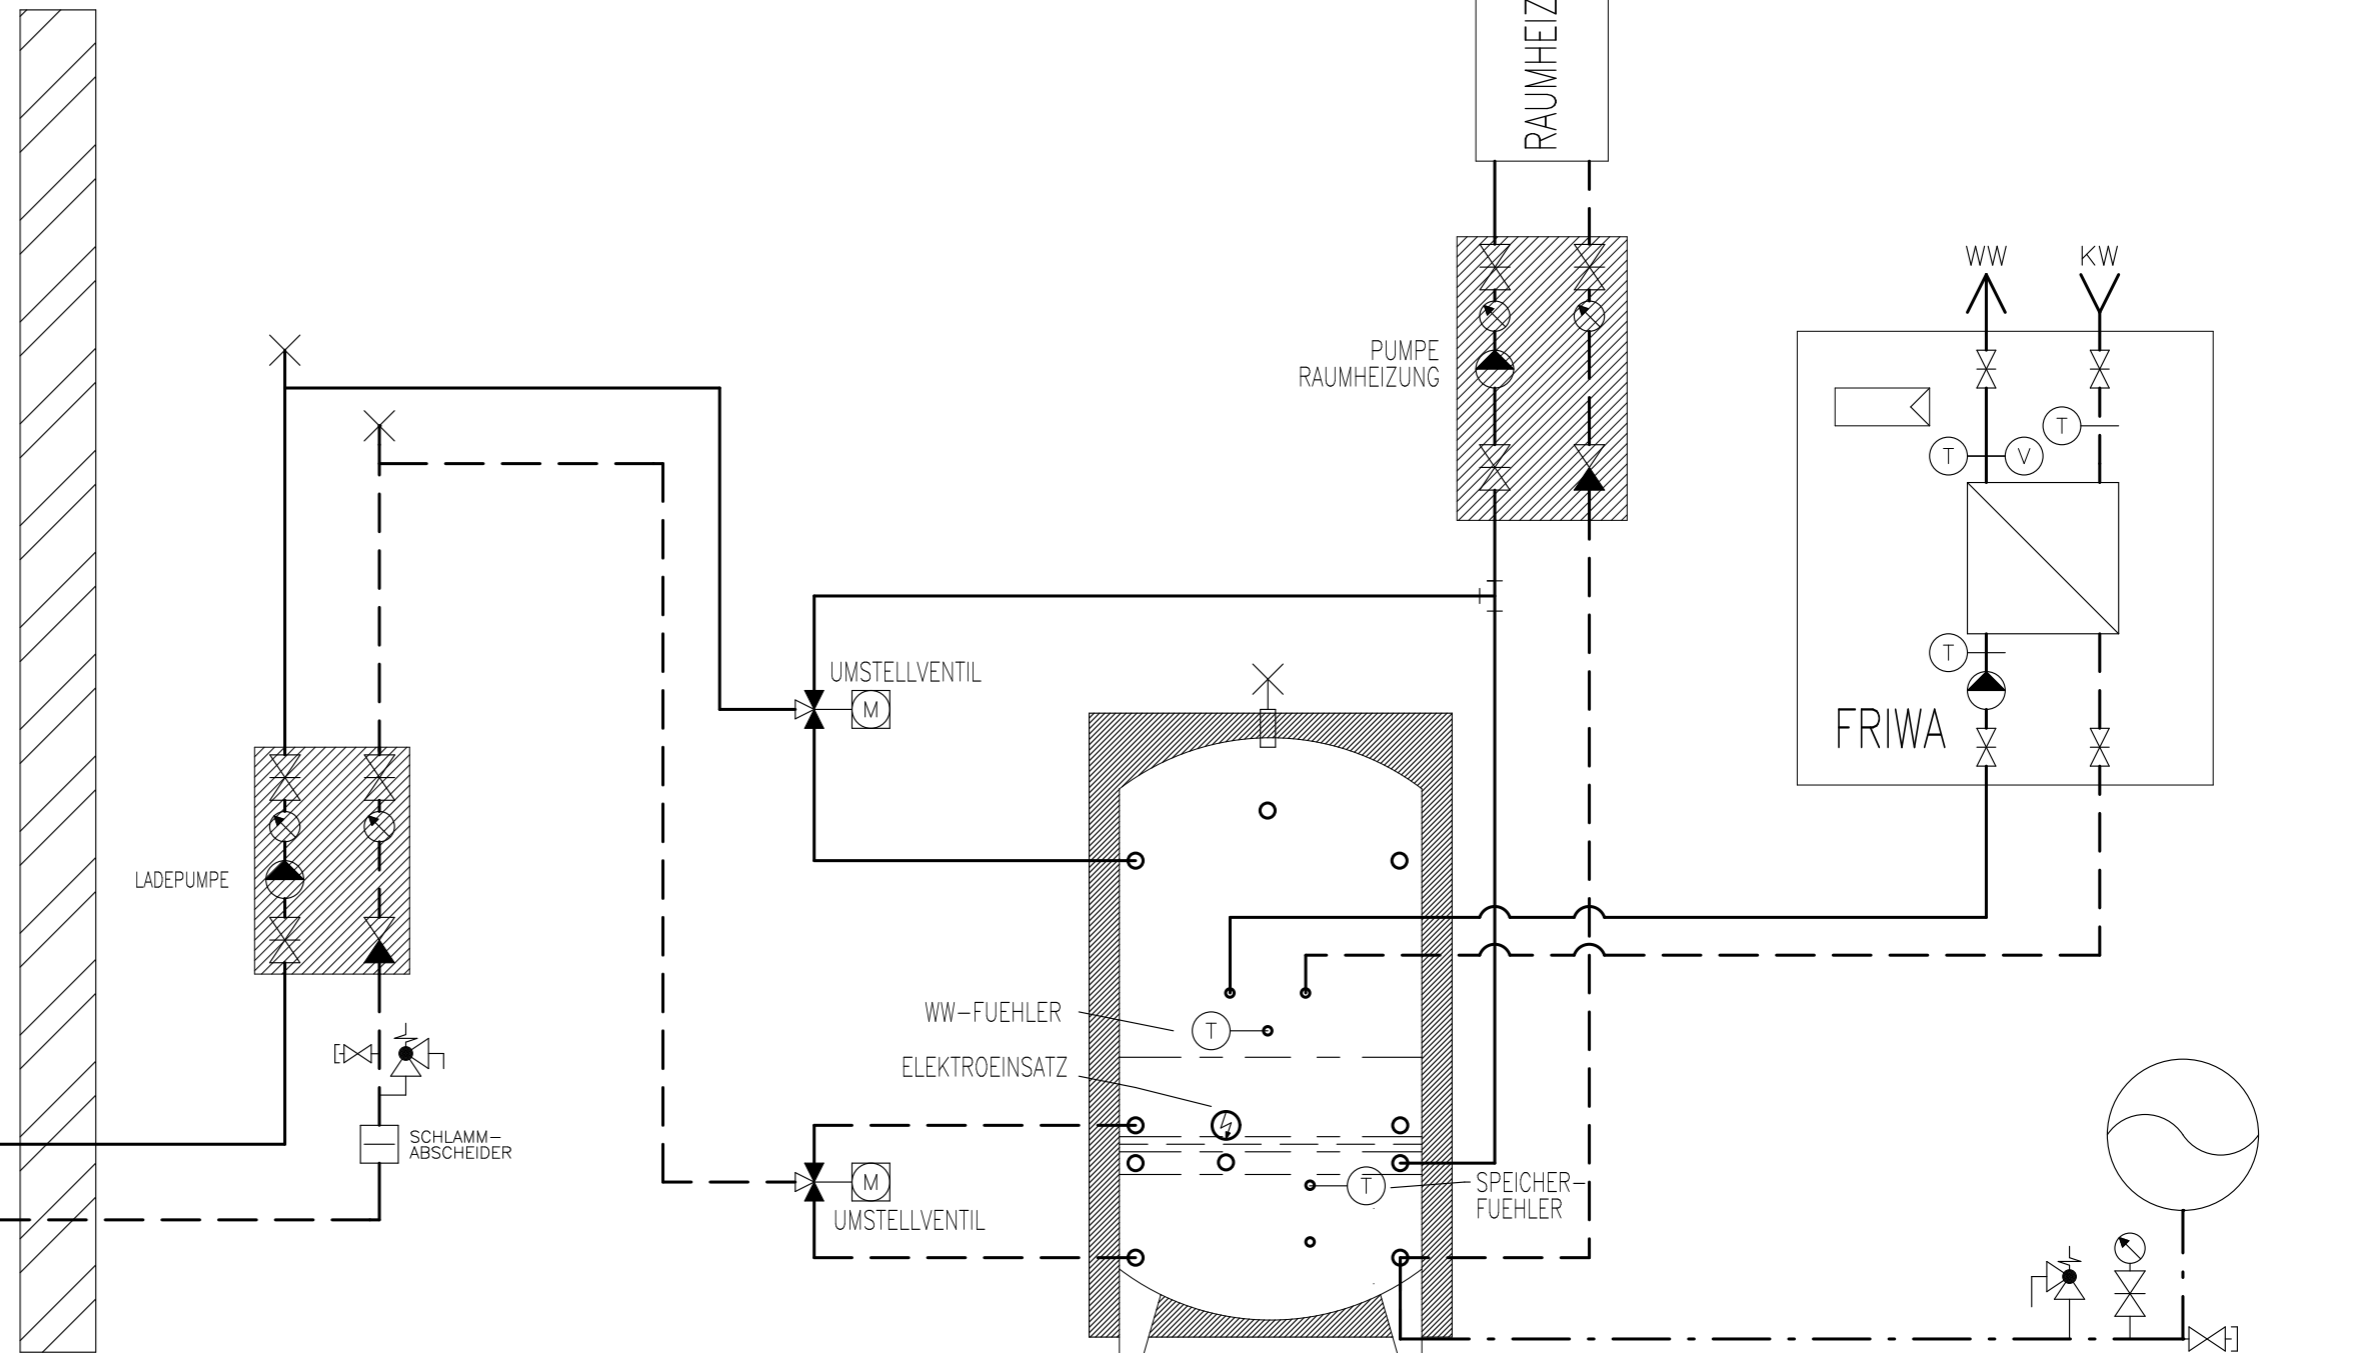 RAUMHEIZ
WW
KW
PUMPE
RAUMHEIZUNG
T
T
V
UMSTELLVENTIL
M
T
FRIWA
LADEPUMPE
WW-FUEHLER
T
ELEKTROEINSATZ
SCHLAMM-
ABSCHEIDER
M
T
SPEICHER-
FUEHLER
UMSTELLVENTIL